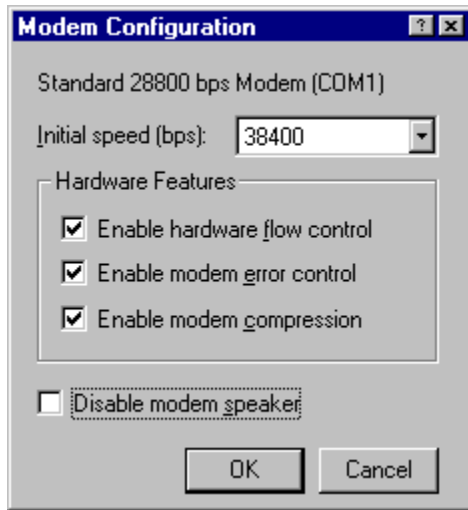 Modem Configuration
Standard 28800 bps Modem (COM1)
Initial speed (bps): 38400
Hardware Features
Enable hardware flow control
Enable modem error control
Enable modem compression
Disable modem speaker
OK Cancel